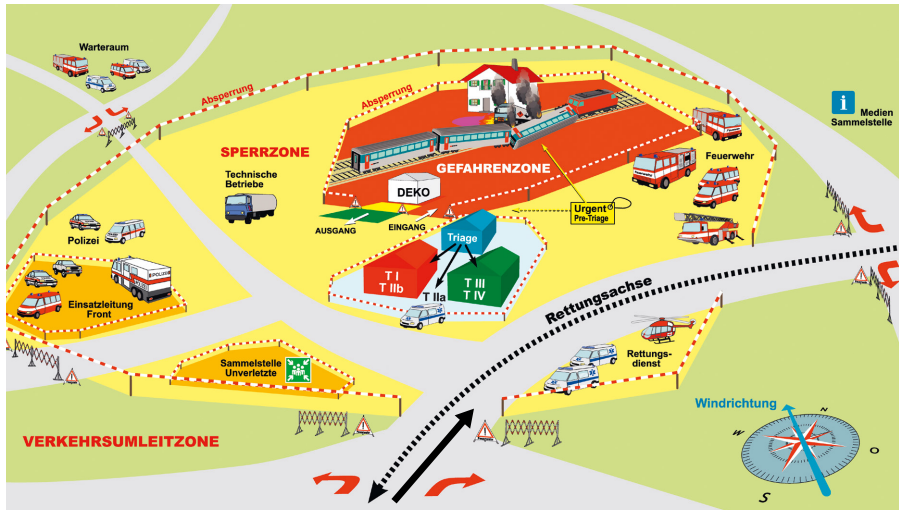 Warteraum
Absperrung
Absperrung
i
Medien
Sammelstelle
SPERRZONE
GEFAHRENZONE
Feuerwehr
Technische
Betriebe
DEKO
Urgent
Pre-Triage
AUSGANG
EINGANG
Polizei
Triage
POLIZEI
T I
T IIb
T III
T IV
T IIa
Einsatzleitung
Front
Rettungsachse
Rettungs-
dienst
Sammelstelle
Unverletzte
Windrichtung
N
W
O
S
VERKEHRSUMLEITZONE